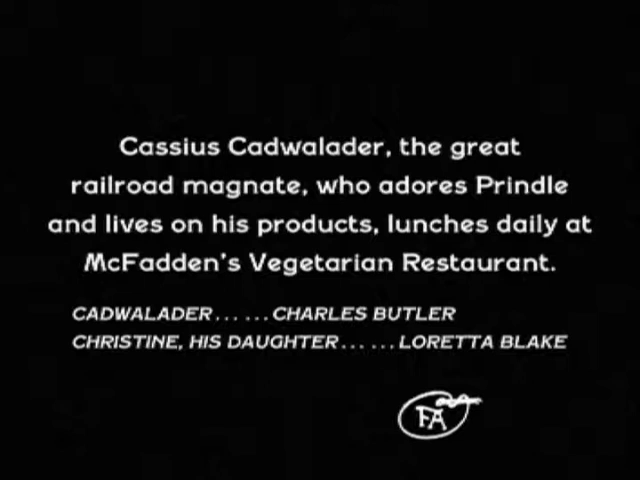 Cassius Cadwalader, the great
railroad magnate, who adores Prindle
and lives on his products, lunches daily at
McFadden's Vegetarian Restaurant.
CADWALADER... ...CHARLES BUTLER
CHRISTINE, HIS DAUGHTER... ...LORETTA BLAKE
FA